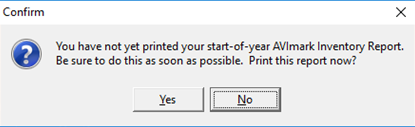 Confirm
You have not yet printed your start-of-year AVImark Inventory Report.
Be sure to do this as soon as possible.  Print this report now?
Yes
No